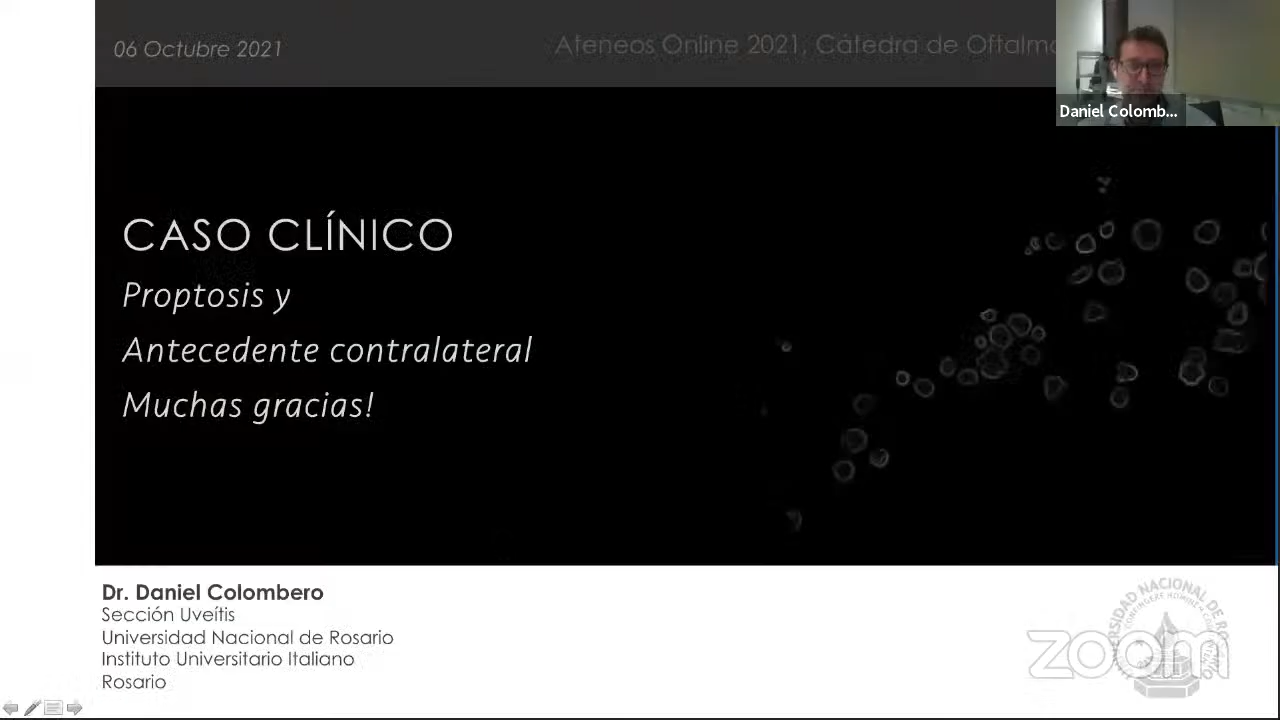 06 Octubre 2021
Ateneos Online 2021, Cátedra de Oftalmo
Daniel Colomb...
CASO CLÍNICO
Proptosis y
Antecedente contralateral
Muchas gracias!
Dr. Daniel Colombero
Sección Uveítis
Universidad Nacional de Rosario
Instituto Universitario Italiano
Rosario
zoom